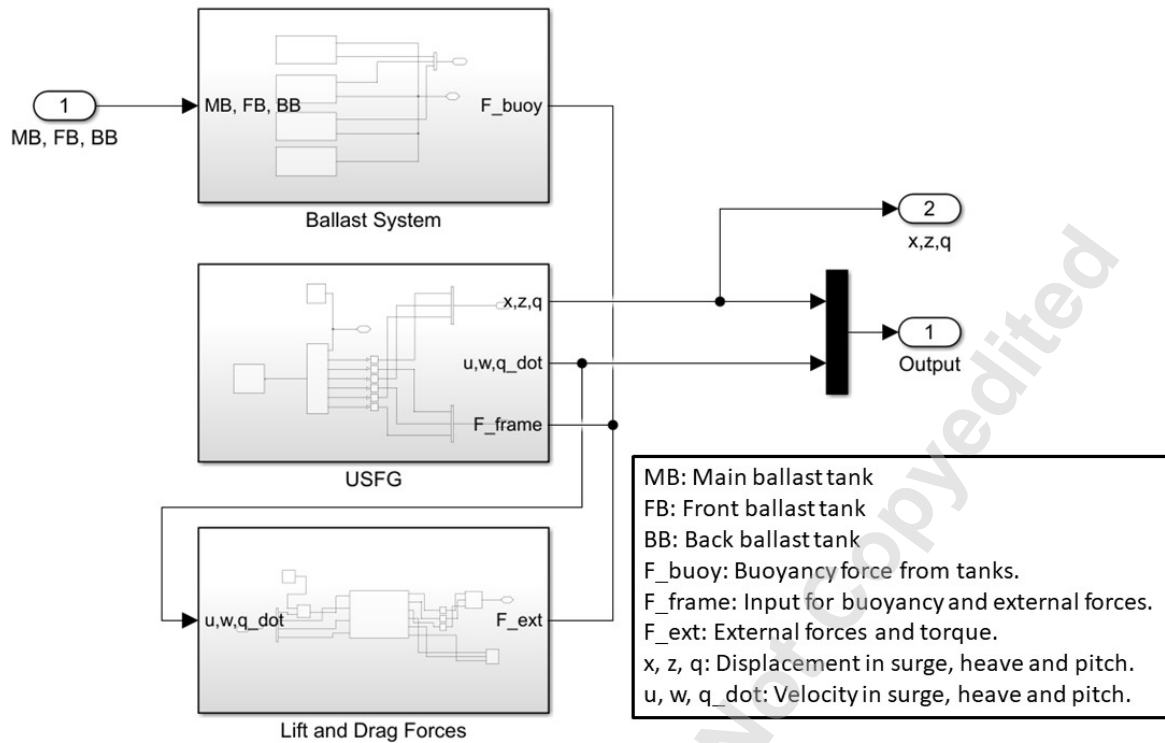 1
MB, FB, BB
MB, FB, BB
F_buoy
Ballast System
x,z,q
u,w,q_dot
F_frame
USFG
u,w,q_dot
F_ext
Lift and Drag Forces
2
x,z,q
1
Output
MB: Main ballast tank
FB: Front ballast tank
BB: Back ballast tank
F_buoy: Buoyancy force from tanks.
F_frame: Input for buoyancy and external forces.
F_ext: External forces and torque.
x, z, q: Displacement in surge, heave and pitch.
u, w, q_dot: Velocity in surge, heave and pitch.
Not Copyedited